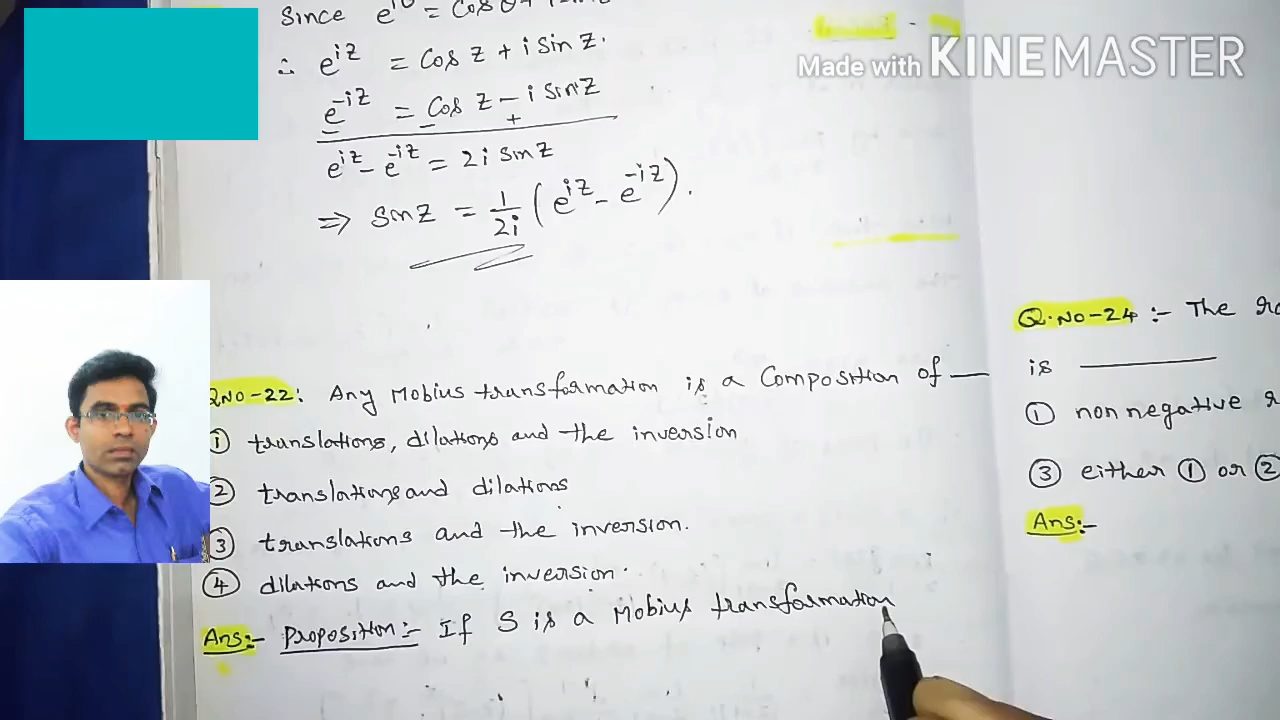 Since e^iθ = Cos θ +
∴ e^iz = Cos z + i Sin z.
e^-iz = Cos z - i Sin z
- - +
e^iz - e^-iz = 2i Sin z
⇒ Sin z = 1/2i (e^iz - e^-iz).
Made with KINEMASTER
QNO-22: Any Mobius transformation is a Composition of ___
① translations, dilations and the inversion
② translations and dilations
③ translations and the inversion.
④ dilations and the inversion.
Ans:- Proposition:- If S is a Mobius transformation
Q.NO-24 :- The
is ___
① non negative
③ either ① or ②
Ans:-